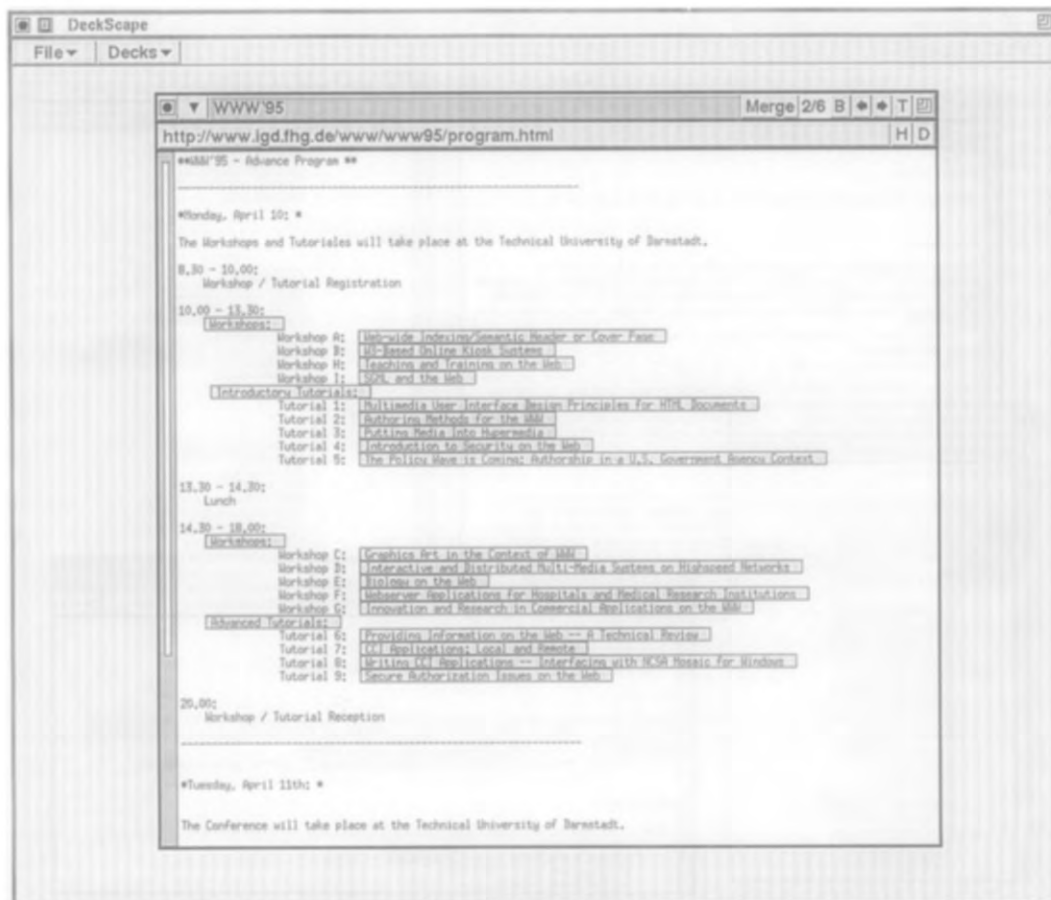 DeckScape
File Decks
WWW'95 Merge 2/6 B T
http://www.igd.fhg.de/www/www95/program.html H D
**WWW'95 - Advance Program **
*Monday, April 10: *
The Workshops and Tutoriales will take place at the Technical University of Darmstadt.
8.30 - 10.00:
Workshop / Tutorial Registration
10.00 - 13.30:
Workshops:
Workshop A: Web-wide Indexing/Semantic Header or Cover Page
Workshop B: W3-Based Online Kiosk Systems
Workshop H: Teaching and Training on the Web
Workshop I: SGML and the Web
Introductory Tutorials:
Tutorial 1: Multimedia User Interface Design Principles for HTML Documents
Tutorial 2: Authoring Methods for the WWW
Tutorial 3: Putting Media Into Hypermedia
Tutorial 4: Introduction to Security on the Web
Tutorial 5: The Policy Wave is Coming: Authorship in a U.S. Government Agency Context
13.30 - 14.30:
Lunch
14.30 - 18.00:
Workshops:
Workshop C: Graphics Art in the Context of WWW
Workshop D: Interactive and Distributed Multi-Media Systems on Highspeed Networks
Workshop E: Biology on the Web
Workshop F: Webserver Applications for Hospitals and Medical Research Institutions
Workshop G: Innovation and Research in Commercial Applications on the WWW
Advanced Tutorials:
Tutorial 6: Providing Information on the Web -- A Technical Review
Tutorial 7: CCI Applications: Local and Remote
Tutorial 8: Writing CCI Applications -- Interfacing with NCSA Mosaic for Windows
Tutorial 9: Secure Authorization Issues on the Web
20.00:
Workshop / Tutorial Reception
*Tuesday, April 11th: *
The Conference will take place at the Technical University of Darmstadt.